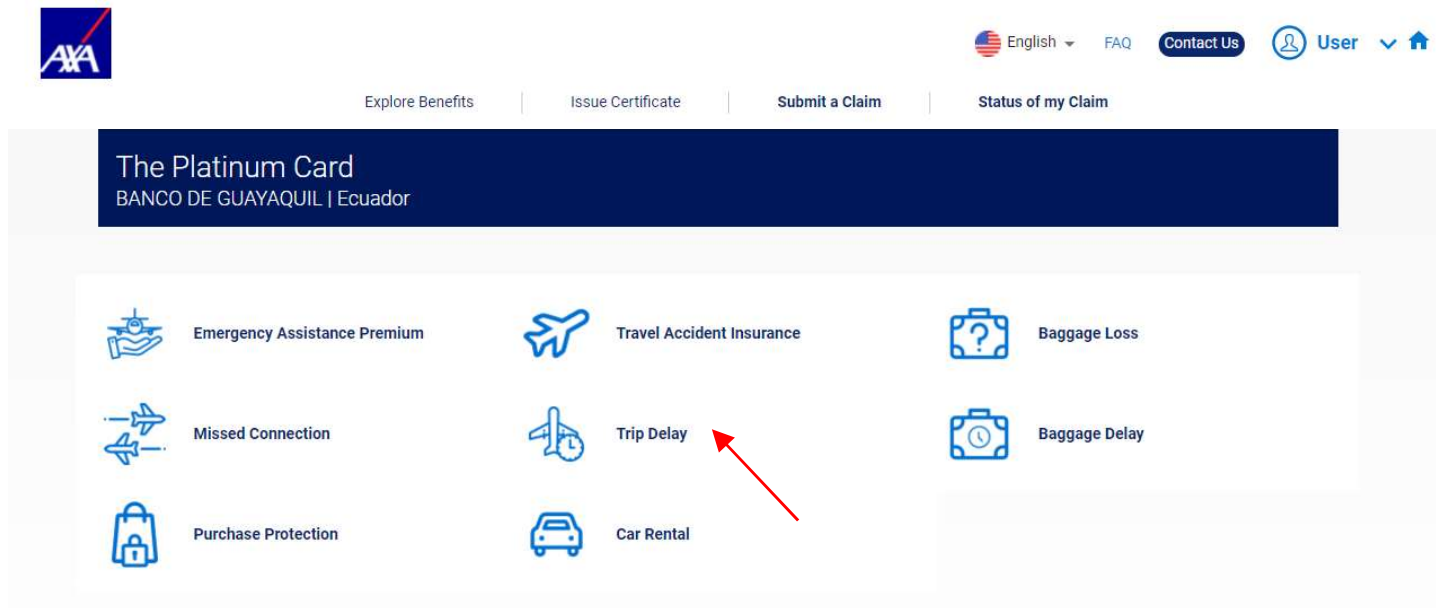 AXA
English
FAQ
Contact Us
User
Explore Benefits
Issue Certificate
Submit a Claim
Status of my Claim
The Platinum Card
BANCO DE GUAYAQUIL | Ecuador
Emergency Assistance Premium
Travel Accident Insurance
?
Baggage Loss
Missed Connection
Trip Delay
Baggage Delay
Purchase Protection
Car Rental